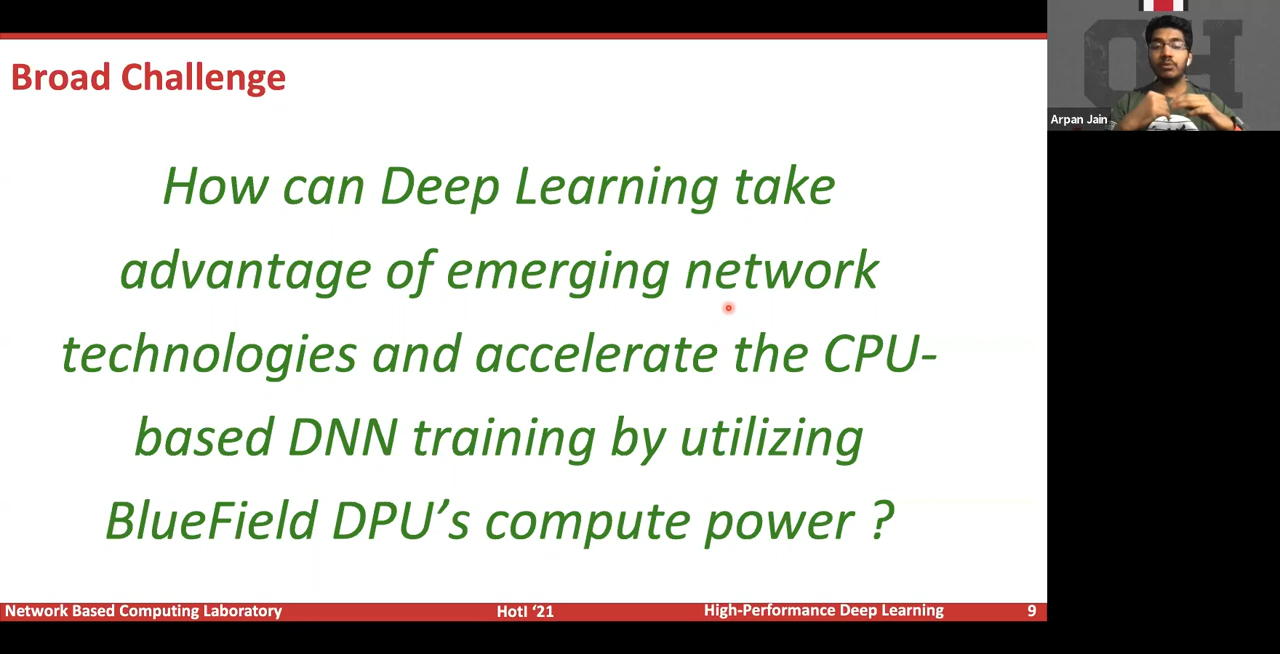 Broad Challenge
How can Deep Learning take
advantage of emerging network
technologies and accelerate the CPU-
based DNN training by utilizing
BlueField DPU’s compute power ?
Network Based Computing Laboratory
HotI ‘21
High-Performance Deep Learning
9
Arpan Jain